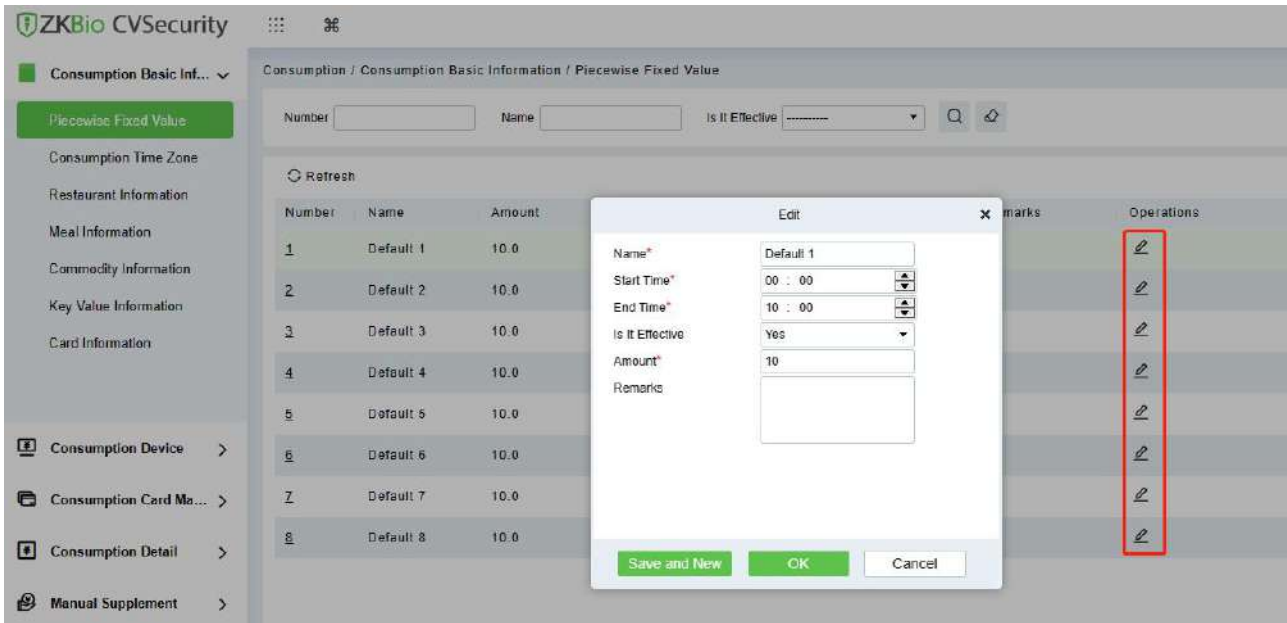 ZKBio CVSecurity
Consumption Basic Inf...
Consumption / Consumption Basic Information / Piecewise Fixed Value
Piecewise Fixed Value
Number Name Is It Effective ----------
Consumption Time Zone
Restaurant Information
Meal Information
Commodity Information
Key Value Information
Card Information
Consumption Device
Consumption Card Ma...
Consumption Detail
Manual Supplement
Refresh
Number Name Amount marks Operations
1 Default 1 10.0
2 Default 2 10.0
3 Default 3 10.0
4 Default 4 10.0
5 Default 5 10.0
6 Default 6 10.0
7 Default 7 10.0
8 Default 8 10.0
Edit
Name* Default 1
Start Time* 00 : 00
End Time* 10 : 00
Is It Effective Yes
Amount* 10
Remarks
Save and New OK Cancel